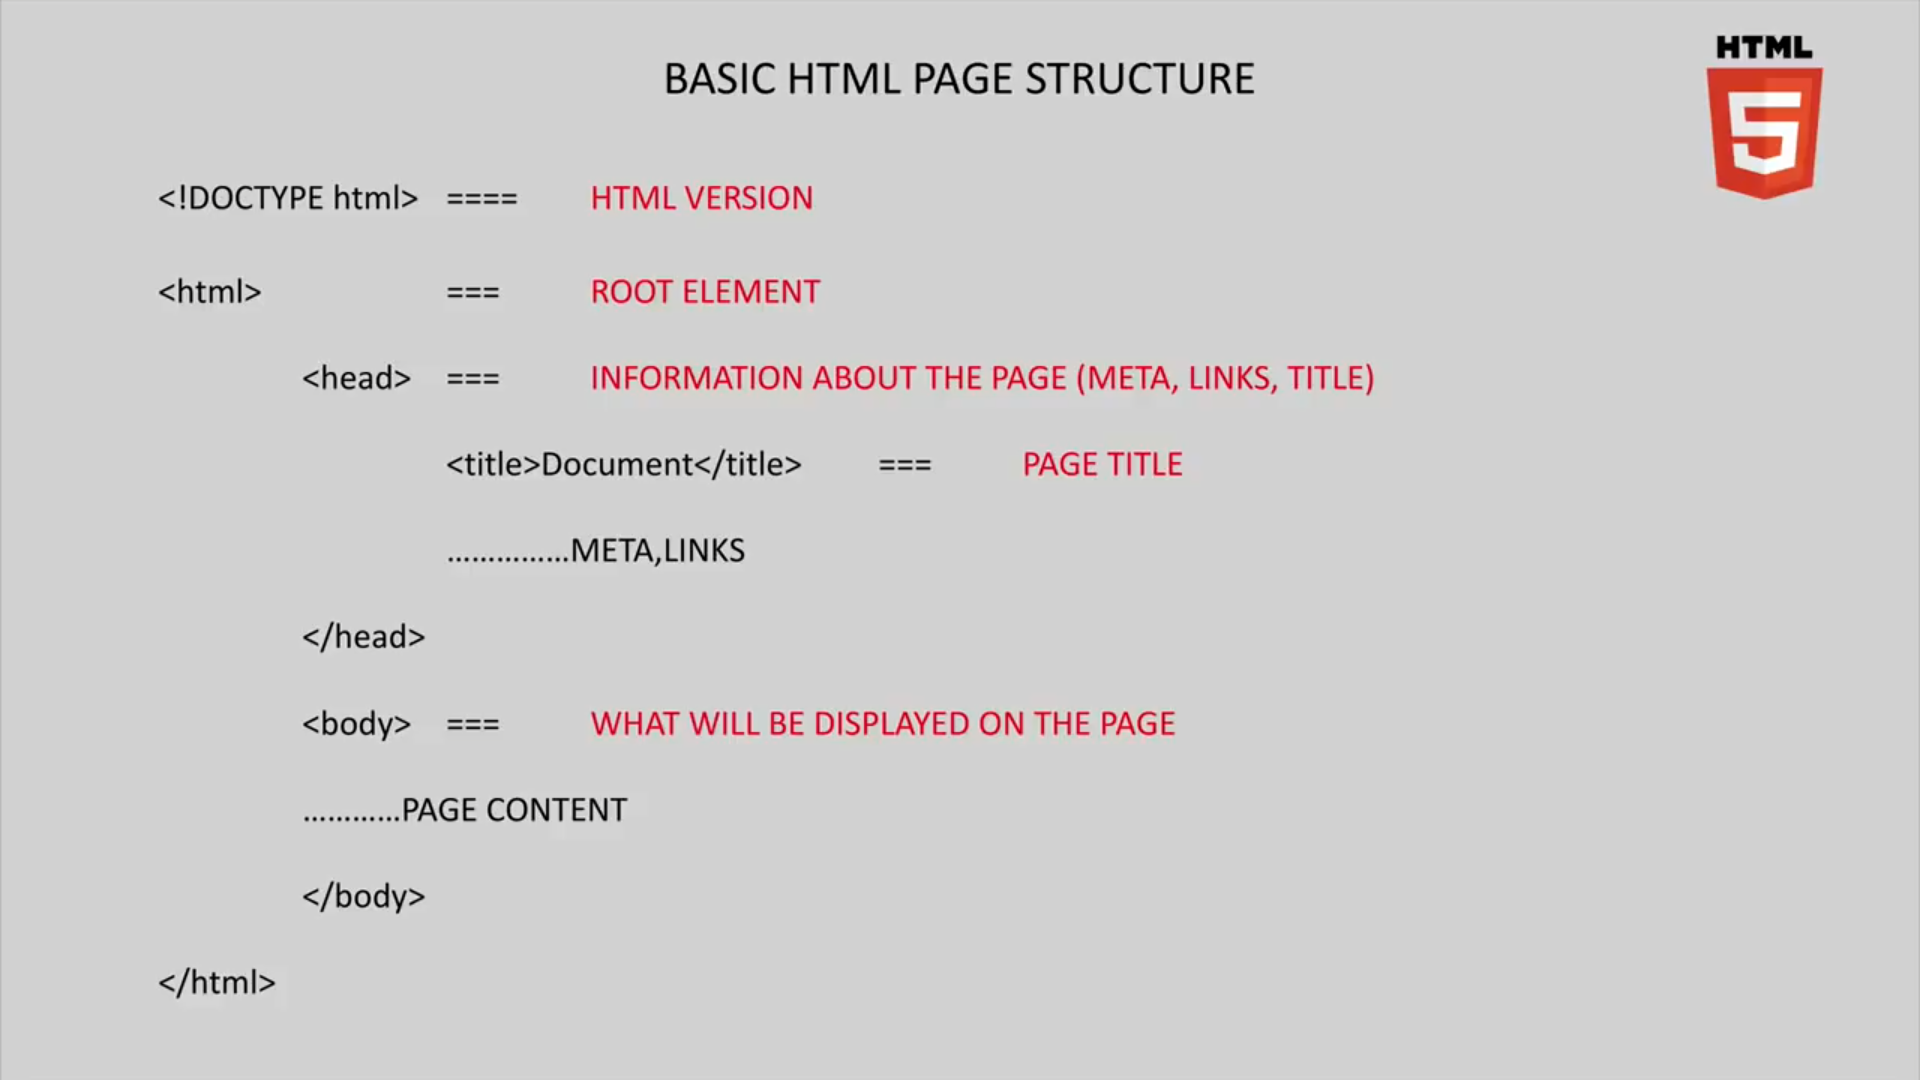 HTML
5
BASIC HTML PAGE STRUCTURE
<!DOCTYPE html> ==== HTML VERSION
<html> === ROOT ELEMENT
<head> === INFORMATION ABOUT THE PAGE (META, LINKS, TITLE)
<title>Document</title> === PAGE TITLE
...............META,LINKS
</head>
<body> === WHAT WILL BE DISPLAYED ON THE PAGE
............PAGE CONTENT
</body>
</html>